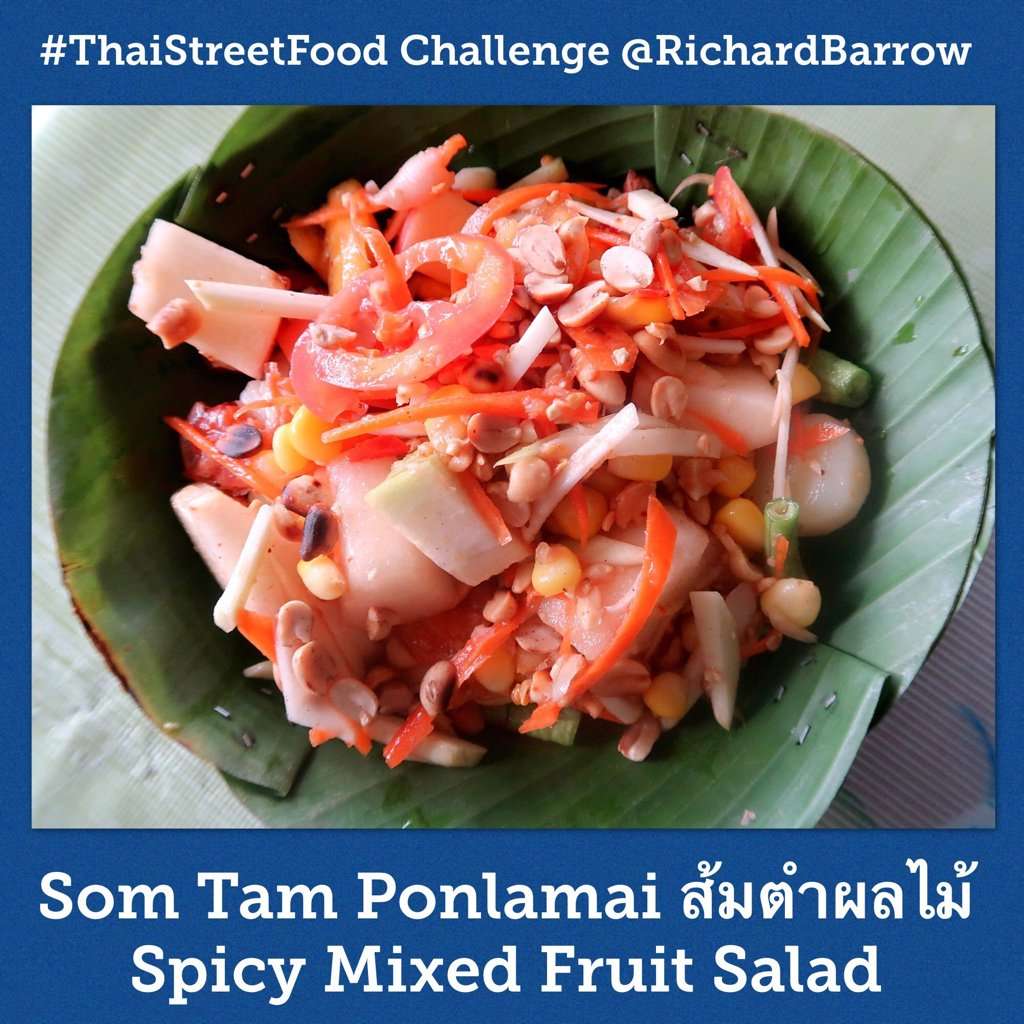 #ThaiStreetFood Challenge @RichardBarrow
Som Tam Ponlamai ส้มตำผลไม้
Spicy Mixed Fruit Salad